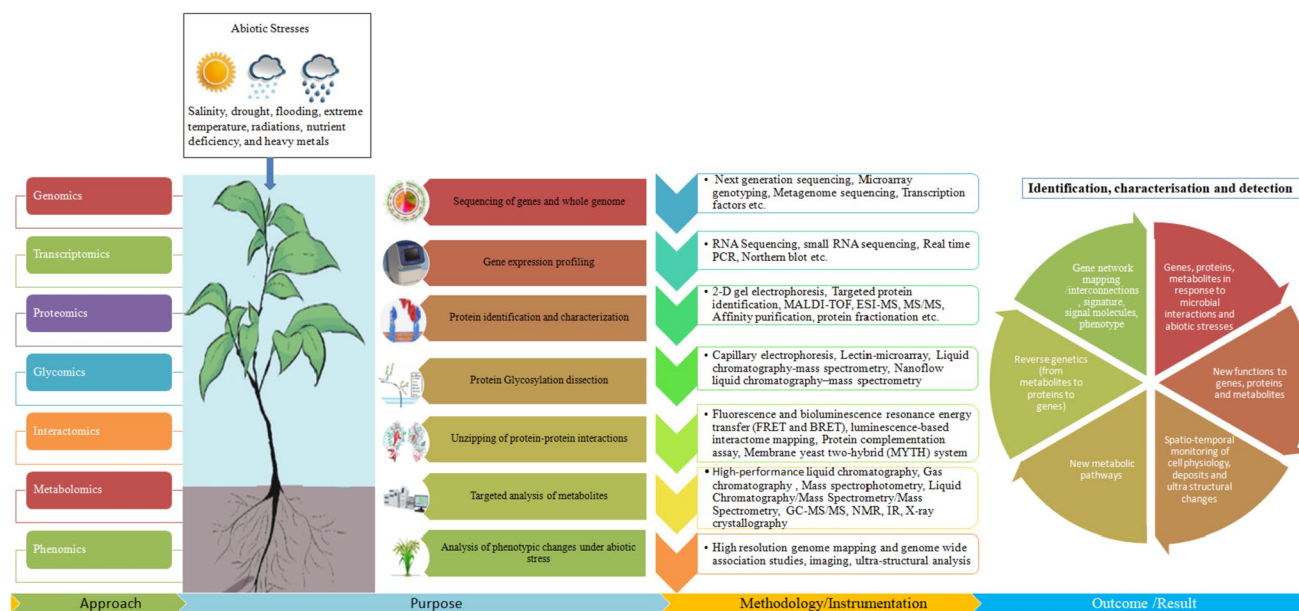 Abiotic Stresses
Salinity, drought, flooding, extreme
temperature, radiations, nutrient
deficiency, and heavy metals
Genomics
Transcriptomics
Proteomics
Glycomics
Interactomics
Metabolomics
Phenomics
Sequencing of genes and whole genome
Gene expression profiling
Protein identification and characterization
Protein Glycosylation dissection
Unzipping of protein-protein interactions
Targeted analysis of metabolites
Analysis of phenotypic changes under abiotic
stress
• Next generation sequencing, Microarray
genotyping, Metagenome sequencing, Transcription
factors etc.
• RNA Sequencing, small RNA sequencing, Real time
PCR, Northern blot etc.
• 2-D gel electrophoresis, Targeted protein
identification, MALDI-TOF, ESI-MS, MS/MS,
Affinity purification, protein fractionation etc.
• Capillary electrophoresis, Lectin-microarray, Liquid
chromatography-mass spectrometry, Nanoflow
liquid chromatography–mass spectrometry
• Fluorescence and bioluminescence resonance energy
transfer (FRET and BRET), luminescence-based
interactome mapping, Protein complementation
assay, Membrane yeast two-hybrid (MYTH) system
• High-performance liquid chromatography, Gas
chromatography , Mass spectrophotometry, Liquid
Chromatography/Mass Spectrometry/Mass
Spectrometry, GC-MS/MS, NMR, IR, X-ray
crystallography
• High resolution genome mapping and genome wide
association studies, imaging, ultra-structural analysis
Identification, characterisation and detection
Gene network
mapping
/interconnections
, signature,
signal molecules,
phenotype
Genes, proteins,
metabolites in
response to
microbial
interactions and
abiotic stresses
Reverse genetics
(from
metabolites to
proteins to
genes)
New functions to
genes, proteins
and metabolites
New metabolic
pathways
Spatio-temporal
monitoring of
cell physiology,
deposits and
ultra structural
changes
Approach
Purpose
Methodology/Instrumentation
Outcome /Result